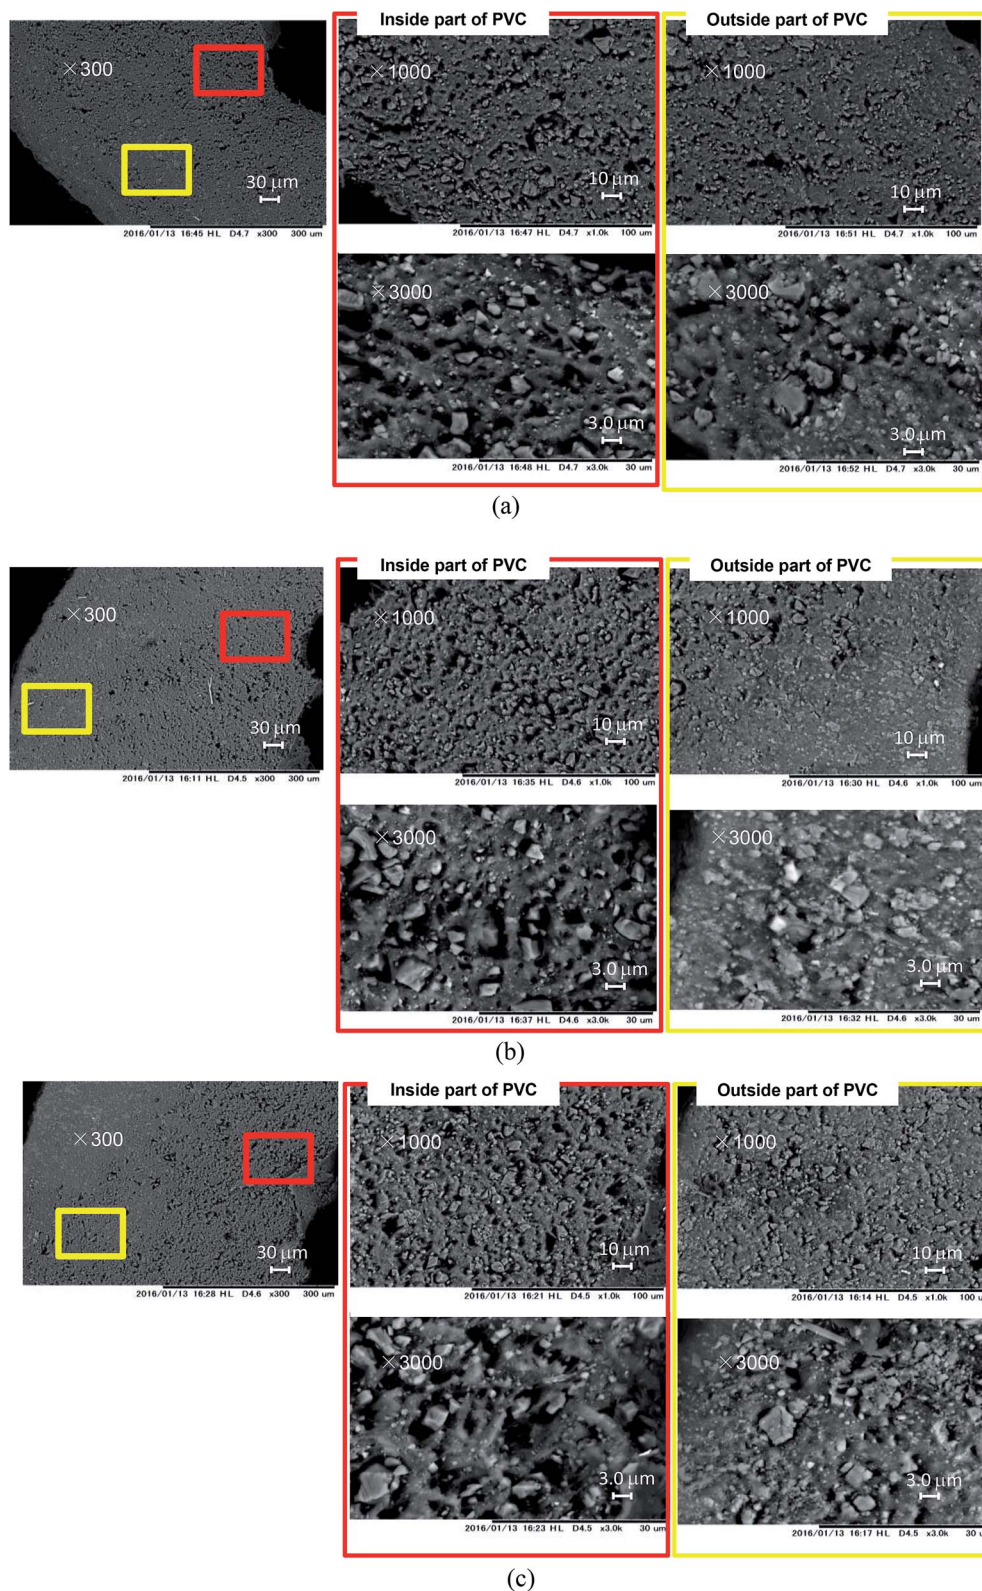 Inside part of PVC
Outside part of PVC
×300
×1000
×1000
30 μm
10 μm
10 μm
2016/01/13 16:45 HL D4.7 x300 300 um
2016/01/13 16:47 HL D4.7 x1.0k 100 um
2016/01/13 16:51 HL D4.7 x1.0k 100 um
×3000
×3000
3.0 μm
3.0 μm
2016/01/13 16:48 HL D4.7 x3.0k 30 um
2016/01/13 16:52 HL D4.7 x3.0k 30 um
(a)
Inside part of PVC
Outside part of PVC
×300
×1000
×1000
30 μm
10 μm
10 μm
2016/01/13 16:11 HL D4.5 x300 300 um
2016/01/13 16:35 HL D4.6 x1.0k 100 um
2016/01/13 16:30 HL D4.6 x1.0k 100 um
×3000
×3000
3.0 μm
3.0 μm
2016/01/13 16:37 HL D4.6 x3.0k 30 um
2016/01/13 16:32 HL D4.6 x3.0k 30 um
(b)
Inside part of PVC
Outside part of PVC
×300
×1000
×1000
30 μm
10 μm
10 μm
2016/01/13 16:28 HL D4.6 x300 300 um
2016/01/13 16:21 HL D4.5 x1.0k 100 um
2016/01/13 16:14 HL D4.5 x1.0k 100 u
×3000
×3000
3.0 μm
3.0 μm
2016/01/13 16:23 HL D4.5 x3.0k 30 um
2016/01/13 16:17 HL D4.5 x3.0k 30 u
(c)